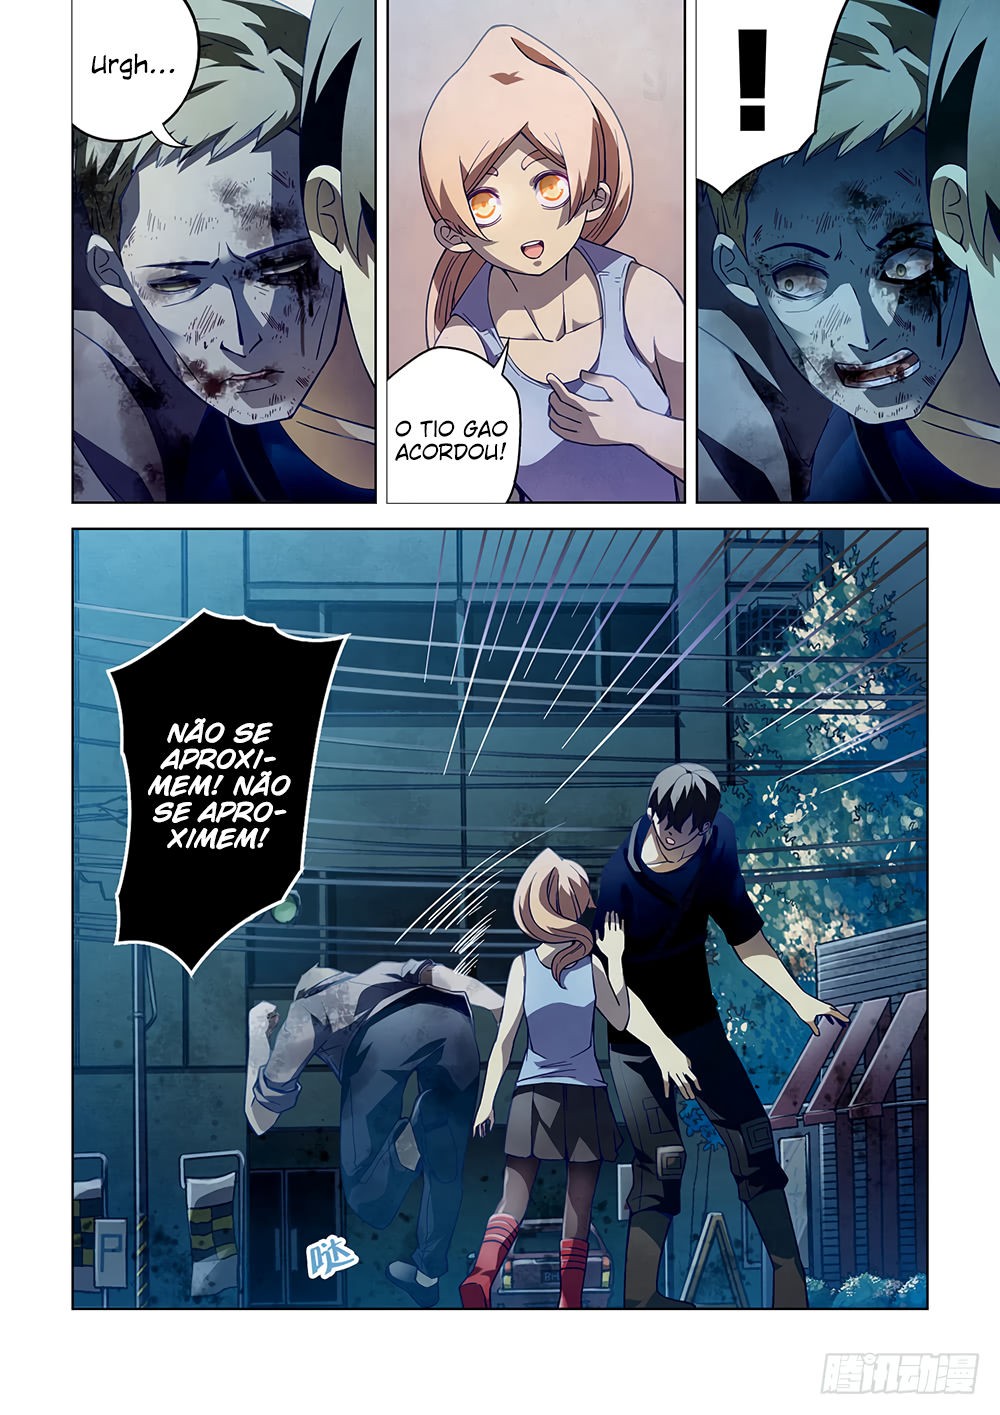 Urgh...
O TIO GAO
ACORDOU!
!
NÃO SE
APROXI-
MEM! NÃO
SE APRO-
XIMEM!
哒
P
腾讯动漫